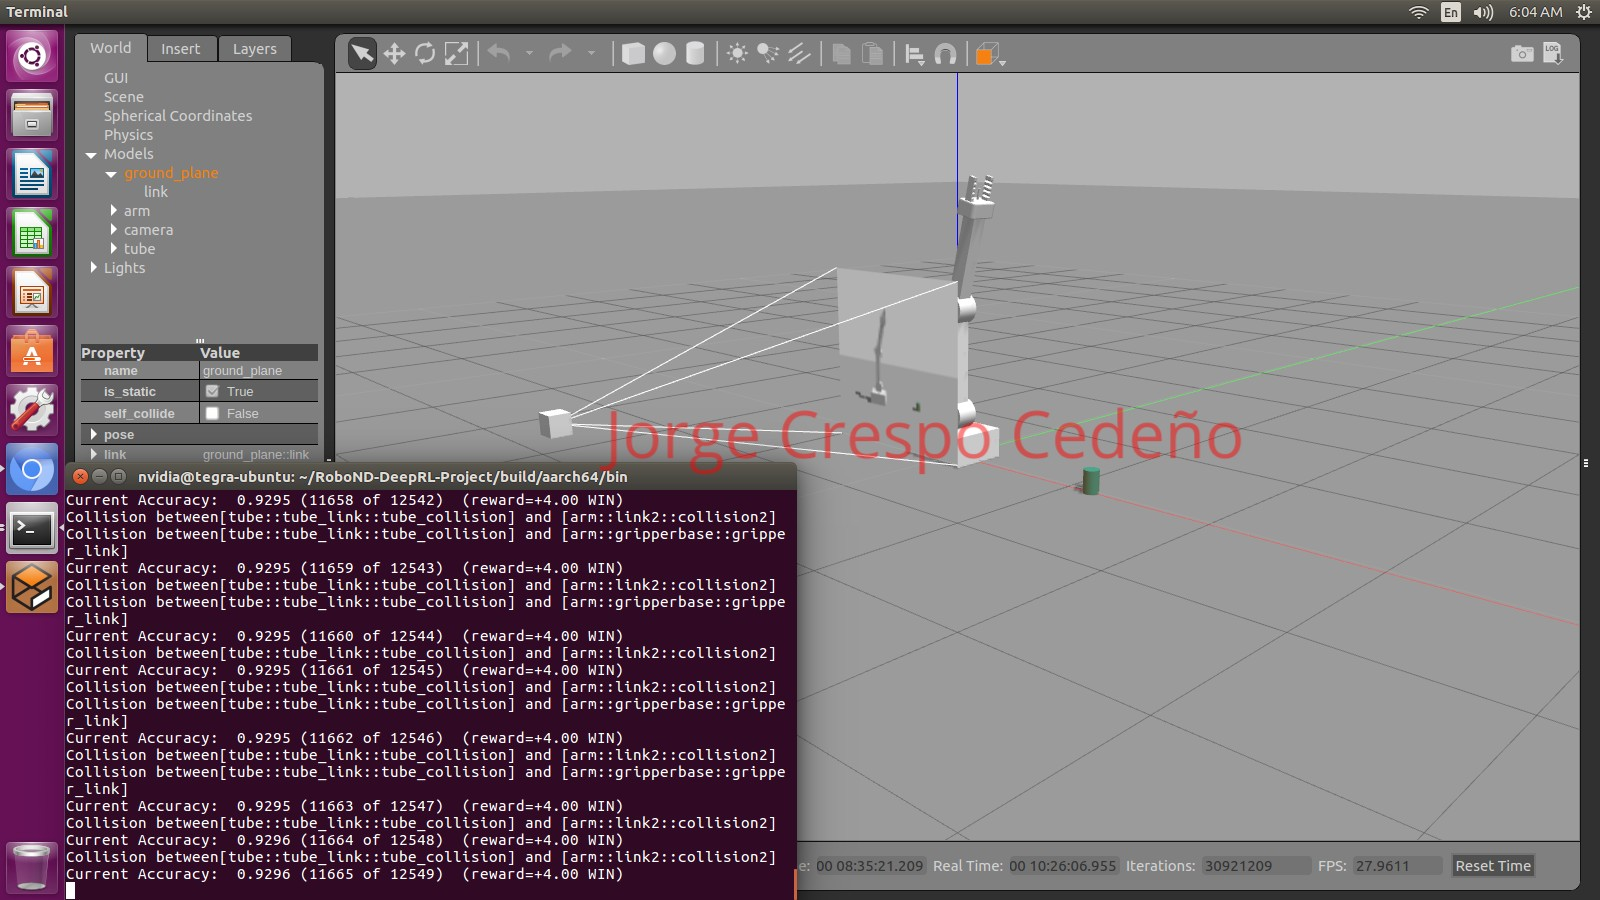 Terminal
En
6:04 AM
World
Insert
Layers
LOG
GUI
Scene
Spherical Coordinates
Physics
Models
ground_plane
link
arm
camera
tube
Lights
Property Value
name ground_plane
is_static True
self_collide False
pose
link ground_plane::link
Jorge Crespo Cedeño
nvidia@tegra-ubuntu: ~/RoboND-DeepRL-Project/build/aarch64/bin
Current Accuracy:  0.9295 (11658 of 12542)  (reward=+4.00 WIN)
Collision between[tube::tube_link::tube_collision] and [arm::link2::collision2]
Collision between[tube::tube_link::tube_collision] and [arm::gripperbase::grippe
r_link]
Current Accuracy:  0.9295 (11659 of 12543)  (reward=+4.00 WIN)
Collision between[tube::tube_link::tube_collision] and [arm::link2::collision2]
Collision between[tube::tube_link::tube_collision] and [arm::gripperbase::grippe
r_link]
Current Accuracy:  0.9295 (11660 of 12544)  (reward=+4.00 WIN)
Collision between[tube::tube_link::tube_collision] and [arm::link2::collision2]
Current Accuracy:  0.9295 (11661 of 12545)  (reward=+4.00 WIN)
Collision between[tube::tube_link::tube_collision] and [arm::link2::collision2]
Collision between[tube::tube_link::tube_collision] and [arm::gripperbase::grippe
r_link]
Current Accuracy:  0.9295 (11662 of 12546)  (reward=+4.00 WIN)
Collision between[tube::tube_link::tube_collision] and [arm::link2::collision2]
Collision between[tube::tube_link::tube_collision] and [arm::gripperbase::grippe
r_link]
Current Accuracy:  0.9295 (11663 of 12547)  (reward=+4.00 WIN)
Collision between[tube::tube_link::tube_collision] and [arm::link2::collision2]
Current Accuracy:  0.9296 (11664 of 12548)  (reward=+4.00 WIN)
Collision between[tube::tube_link::tube_collision] and [arm::link2::collision2]
Current Accuracy:  0.9296 (11665 of 12549)  (reward=+4.00 WIN)
e: 00 08:35:21.209 Real Time: 00 10:26:06.955 Iterations: 30921209 FPS: 27.9611 Reset Time